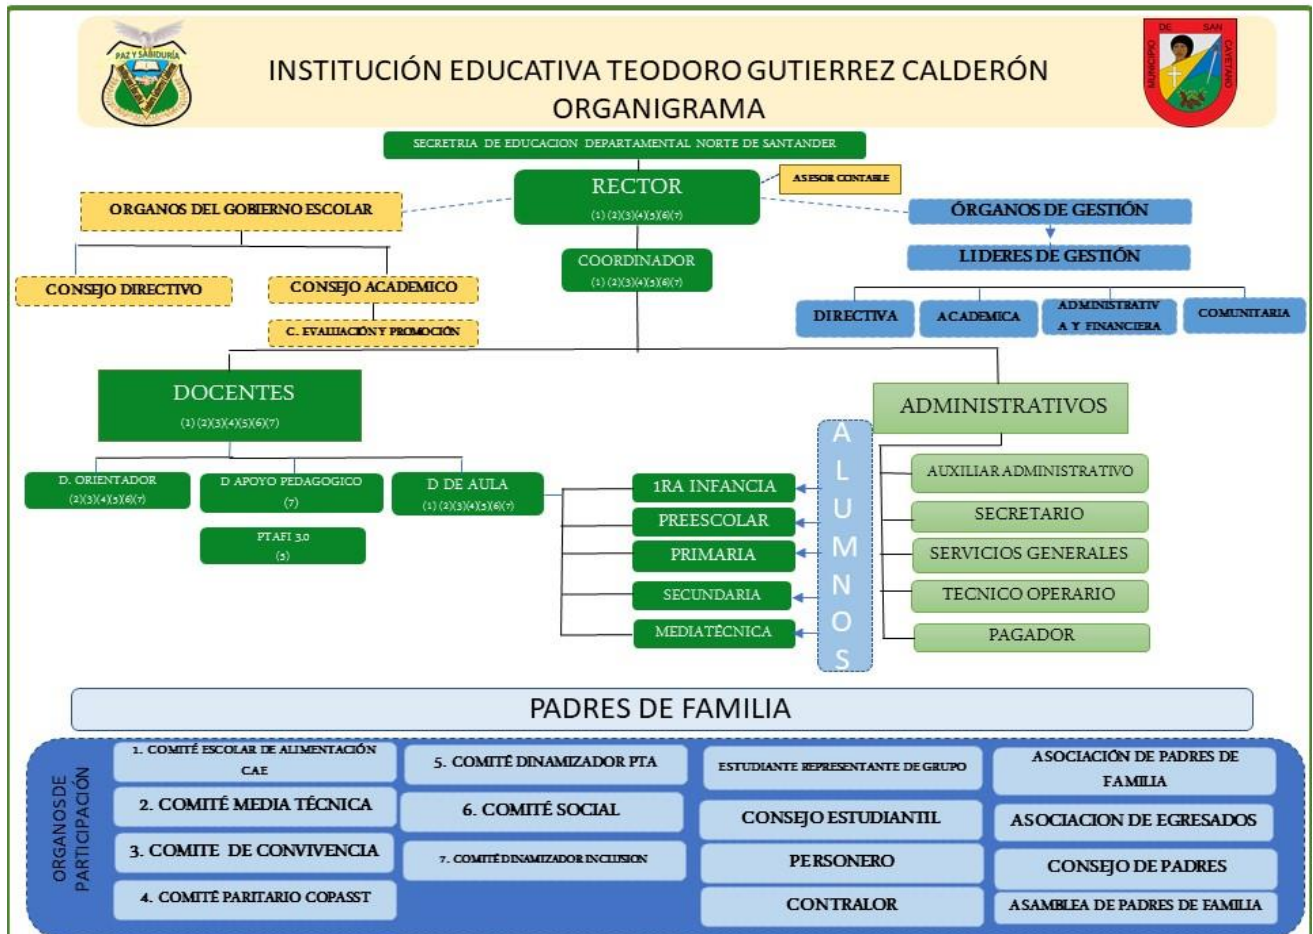 PAZ Y SABIDURÍA
MUNICIPIO DE SAN CAYETANO
INSTITUCIÓN EDUCATIVA TEODORO GUTIERREZ CALDERÓN
ORGANIGRAMA
SECRETRIA DE EDUCACION DEPARTAMENTAL NORTE DE SANTANDER
RECTOR
(1) (2)(3)(4)(5)(6)(7)
ASESOR CONTABLE
ORGANOS DEL GOBIERNO ESCOLAR
ÓRGANOS DE GESTIÓN
COORDINADOR
(1) (2)(3)(4)(5)(6)(7)
LIDERES DE GESTIÓN
CONSEJO DIRECTIVO
CONSEJO ACADEMICO
C. EVALUACIÓN Y PROMOCIÓN
DIRECTIVA
ACADEMICA
ADMINISTRATIV
A Y FINANCIERA
COMUNITARIA
DOCENTES
(1) (2)(3)(4)(5)(6)(7)
ADMINISTRATIVOS
D. ORIENTADOR
(2)(3)(4)(5)(6)(7)
D APOYO PEDAGOGICO
(7)
D DE AULA
(1) (2)(3)(4)(5)(6)(7)
PTAFI 3.0
(5)
1RA INFANCIA
PREESCOLAR
PRIMARIA
SECUNDARIA
MEDIA TÉCNICA
ALUMNOS
AUXILIAR ADMINISTRATIVO
SECRETARIO
SERVICIOS GENERALES
TECNICO OPERARIO
PAGADOR
PADRES DE FAMILIA
ORGANOS DE
PARTICIPACIÓN
1. COMITÉ ESCOLAR DE ALIMENTACIÓN
CAE
2. COMITÉ MEDIA TÉCNICA
3. COMITE DE CONVIVENCIA
4. COMITÉ PARITARIO COPASST
5. COMITÉ DINAMIZADOR PTA
6. COMITÉ SOCIAL
7. COMITÉ DINAMIZADOR INCLUSION
ESTUDIANTE REPRESENTANTE DE GRUPO
CONSEJO ESTUDIANTIL
PERSONERO
CONTRALOR
ASOCIACIÓN DE PADRES DE
FAMILIA
ASOCIACION DE EGRESADOS
CONSEJO DE PADRES
ASAMBLEA DE PADRES DE FAMILIA